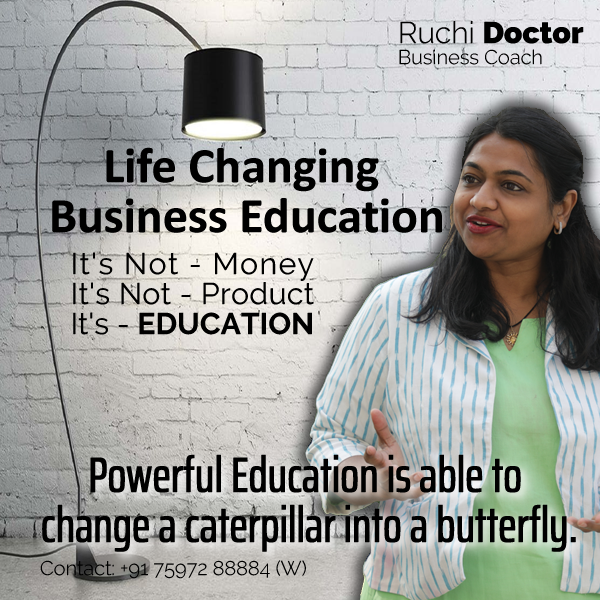 Ruchi Doctor
Business Coach
Life Changing
Business Education
It's Not - Money
It's Not - Product
It's - EDUCATION
Powerful Education is able to
change a caterpillar into a butterfly.
Contact: +91 75972 88884 (W)